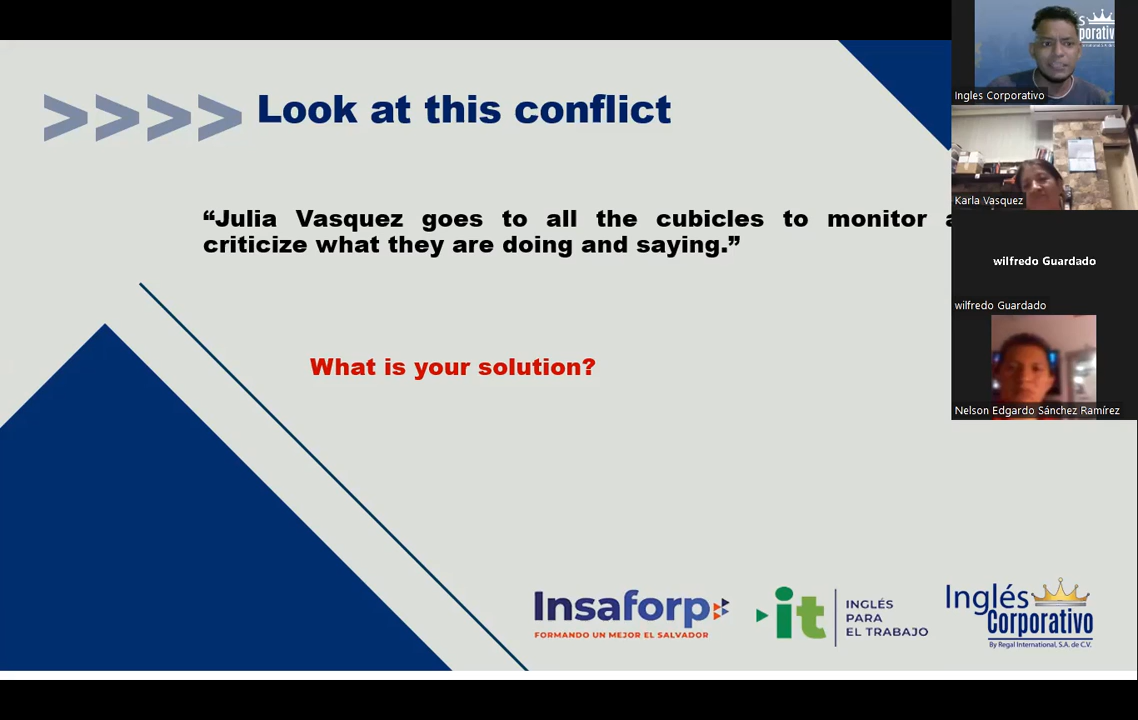 >>>> Look at this conflict
“Julia Vasquez goes to all the cubicles to monitor
criticize what they are doing and saying.”
What is your solution?
Insaforp
FORMANDO UN MEJOR EL SALVADOR
it
INGLÉS
PARA
EL TRABAJO
Inglés
Corporativo
By Regal International, S.A. de C.V.
Ingles Corporativo
Karla Vasquez
wilfredo Guardado
wilfredo Guardado
Nelson Edgardo Sánchez Ramírez